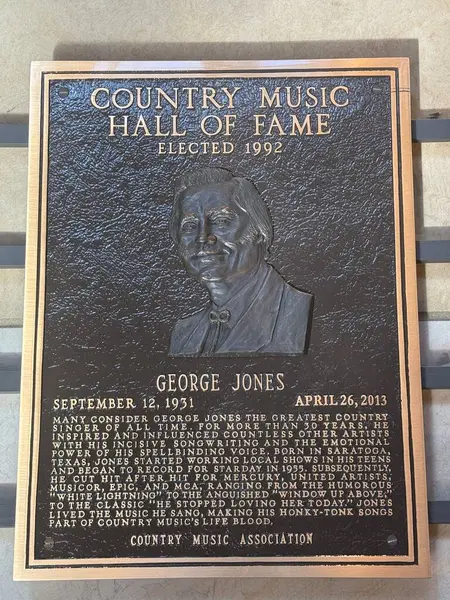 COUNTRY MUSIC
HALL OF FAME
ELECTED 1992
GEORGE JONES
SEPTEMBER 12, 1931 APRIL 26, 2013
MANY CONSIDER GEORGE JONES THE GREATEST COUNTRY
SINGER OF ALL TIME. FOR MORE THAN 30 YEARS, HE
INSPIRED AND INFLUENCED COUNTLESS OTHER ARTISTS
WITH HIS INCISIVE SONGWRITING AND THE EMOTIONAL
POWER OF HIS SPELLBINDING VOICE. BORN IN SARATOGA,
TEXAS, JONES STARTED WORKING LOCAL SHOWS IN HIS TEENS
AND BEGAN TO RECORD FOR STARDAY IN 1953. SUBSEQUENTLY,
HE CUT HIT AFTER HIT FOR MERCURY, UNITED ARTISTS,
MUSICOR, EPIC, AND MCA, RANGING FROM THE HUMOROUS
"WHITE LIGHTNING" TO THE ANGUISHED "WINDOW UP ABOVE,"
TO THE CLASSIC "HE STOPPED LOVING HER TODAY." JONES
LIVED THE MUSIC HE SANG, MAKING HIS HONKY-TONK SONGS
PART OF COUNTRY MUSIC'S LIFE BLOOD.
COUNTRY MUSIC ASSOCIATION